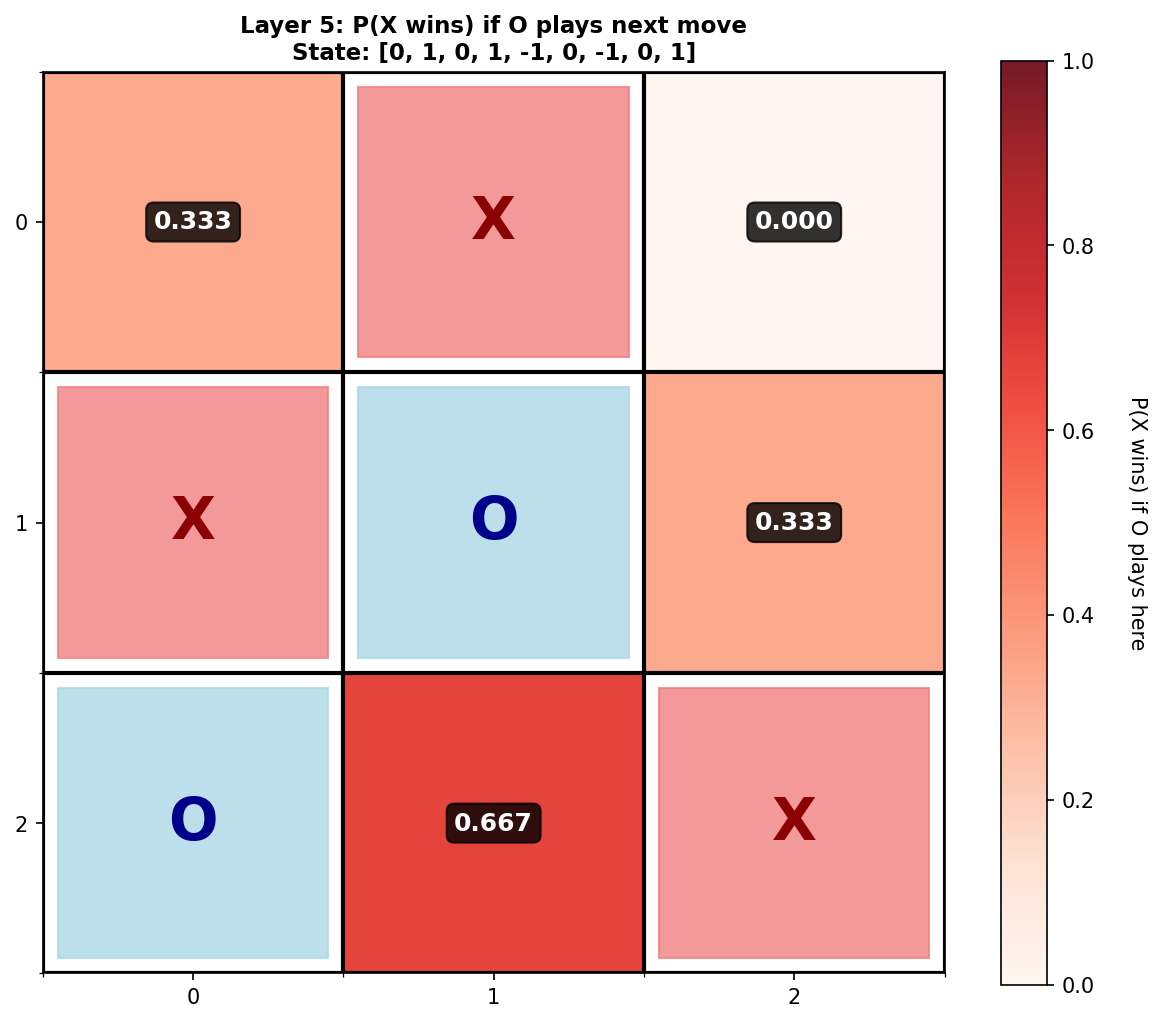 Layer 5: P(X wins) if O plays next move
State: [0, 1, 0, 1, -1, 0, -1, 0, 1]
0.333
X
0.000
X
O
0.333
O
0.667
X
0
1
2
0
1
2
1.0
0.8
0.6
0.4
0.2
0.0
P(X wins) if O plays here